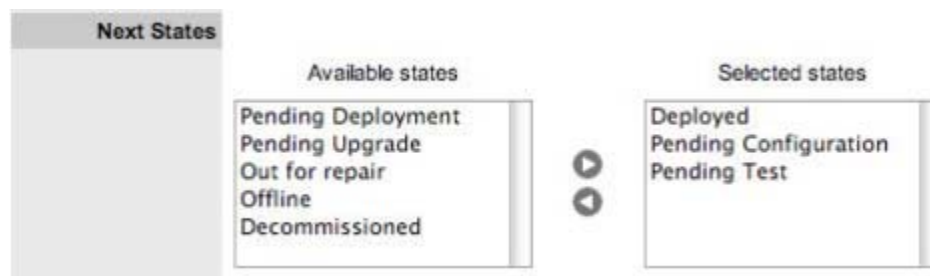 Next States
Available states
Pending Deployment
Pending Upgrade
Out for repair
Offline
Decommissioned
Selected states
Deployed
Pending Configuration
Pending Test